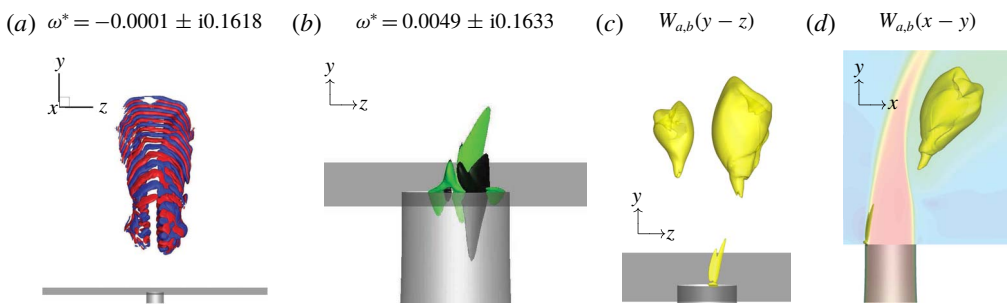 (a) ω* = −0.0001 ± i0.1618
(b) ω* = 0.0049 ± i0.1633
(c) W_{a,b}(y − z)
(d) W_{a,b}(x − y)
y
x
z
y
z
y
z
y
x